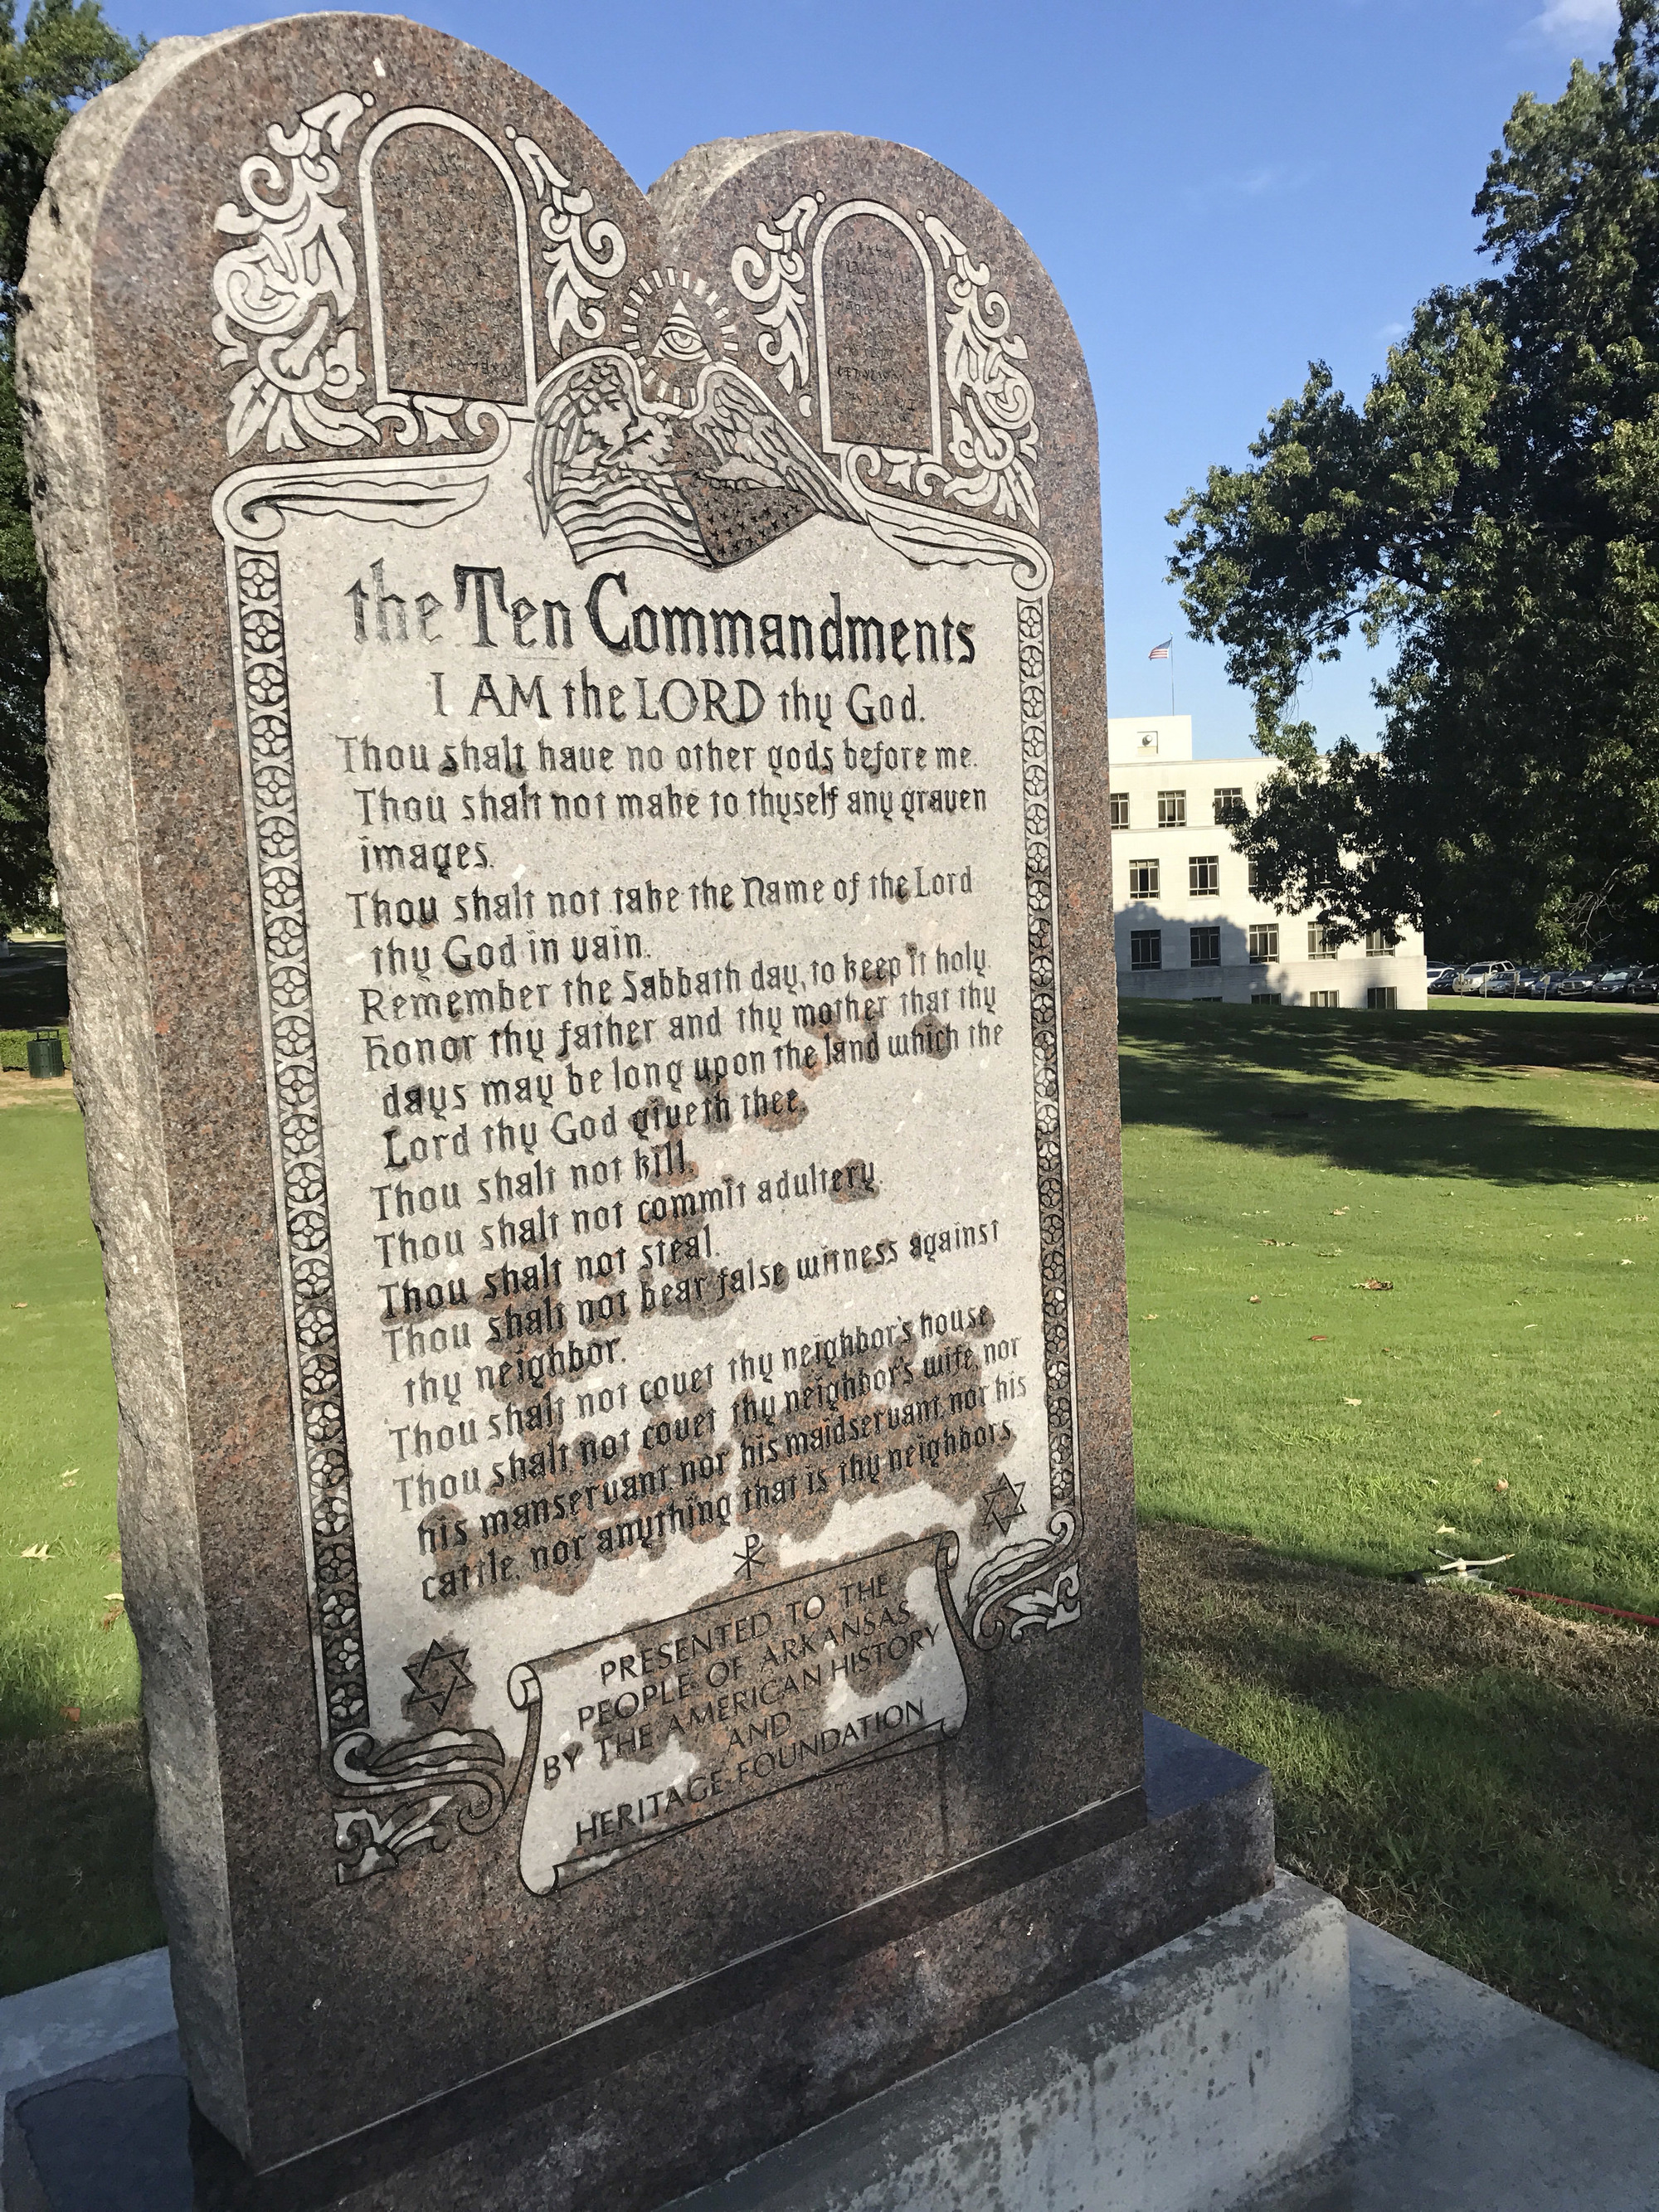 the Ten Commandments
I AM the LORD thy God.
Thou shalt have no other gods before me.
Thou shalt not make to thyself any graven
images.
Thou shalt not take the Name of the Lord
thy God in vain.
Remember the Sabbath day, to keep it holy.
Honor thy father and thy mother that thy
days may be long upon the land which the
Lord thy God giveth thee.
Thou shalt not kill.
Thou shalt not commit adultery.
Thou shalt not steal.
Thou shalt not bear false witness against
thy neighbor.
Thou shalt not covet thy neighbor's house.
Thou shalt not covet thy neighbor's wife, nor
his manservant, nor his maidservant, nor his
cattle, nor anything that is thy neighbors.
PRESENTED TO THE
PEOPLE OF ARKANSAS
BY THE AMERICAN HISTORY
AND
HERITAGE FOUNDATION